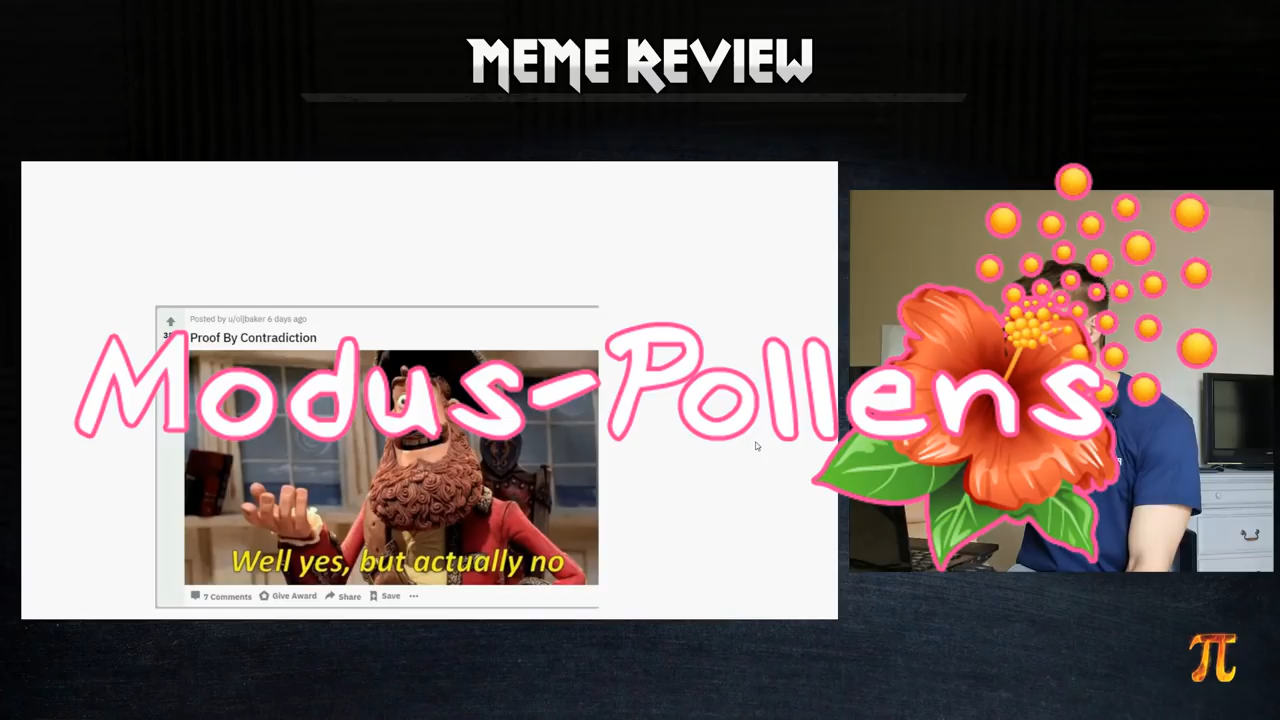 MEME REVIEW
Posted by u/oljbaker 6 days ago
Proof By Contradiction
Modus-Pollens
Well yes, but actually no
7 Comments Give Award Share Save ...
π